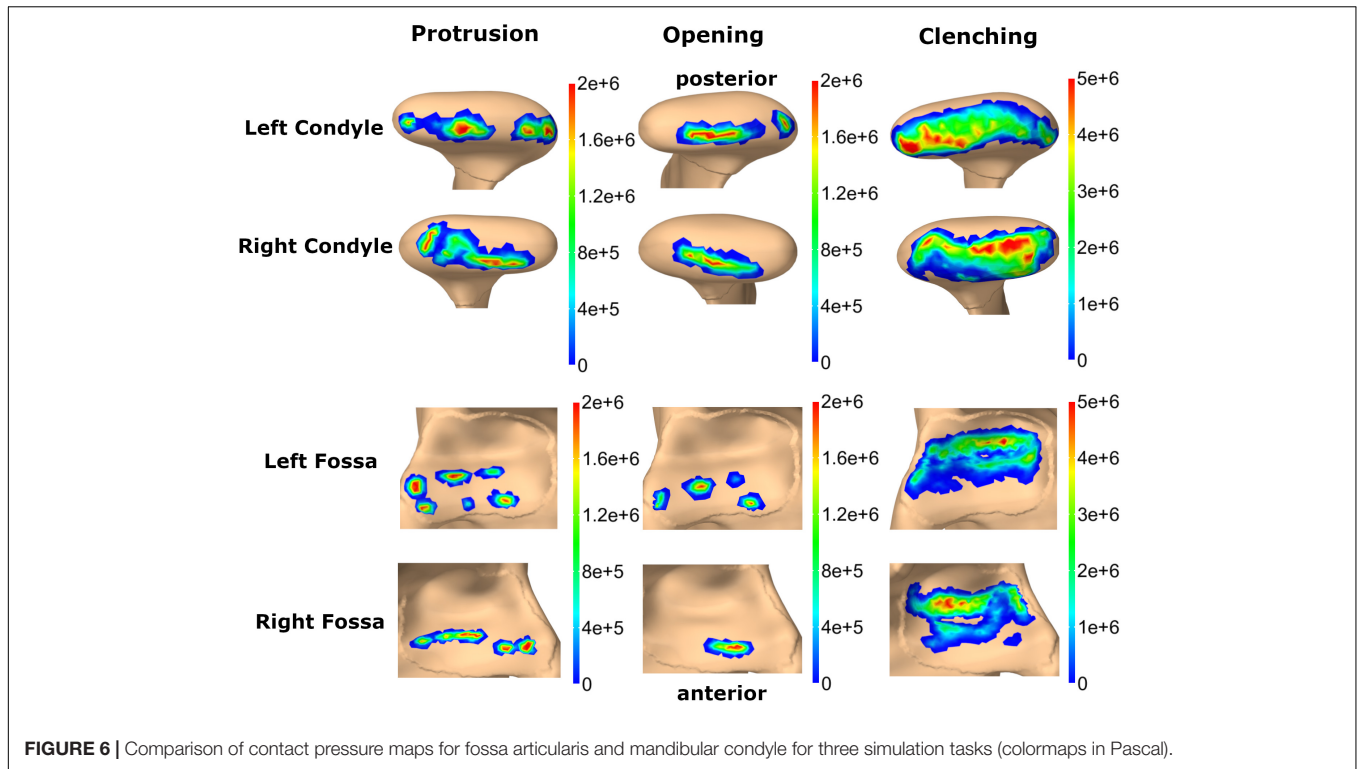 Protrusion Opening Clenching
posterior
Left Condyle
2e+6
1.6e+6
1.2e+6
8e+5
4e+5
0
2e+6
1.6e+6
1.2e+6
8e+5
4e+5
0
5e+6
4e+6
3e+6
2e+6
1e+6
0
Right Condyle
Left Fossa
2e+6
1.6e+6
1.2e+6
8e+5
4e+5
0
2e+6
1.6e+6
1.2e+6
8e+5
4e+5
0
5e+6
4e+6
3e+6
2e+6
1e+6
0
Right Fossa
anterior
FIGURE 6 | Comparison of contact pressure maps for fossa articularis and mandibular condyle for three simulation tasks (colormaps in Pascal).